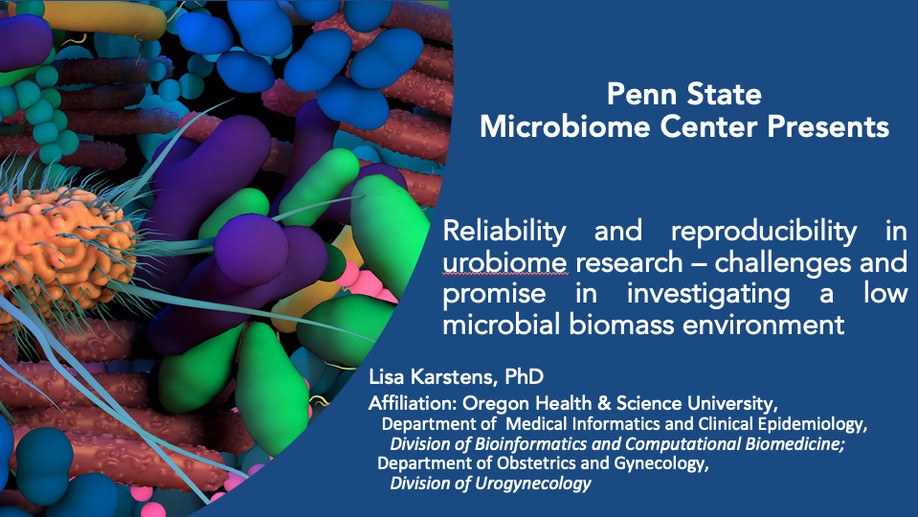 Penn State
Microbiome Center Presents
Reliability and reproducibility in
urobiome research – challenges and
promise in investigating a low
microbial biomass environment
Lisa Karstens, PhD
Affiliation: Oregon Health & Science University,
Department of Medical Informatics and Clinical Epidemiology,
Division of Bioinformatics and Computational Biomedicine;
Department of Obstetrics and Gynecology,
Division of Urogynecology